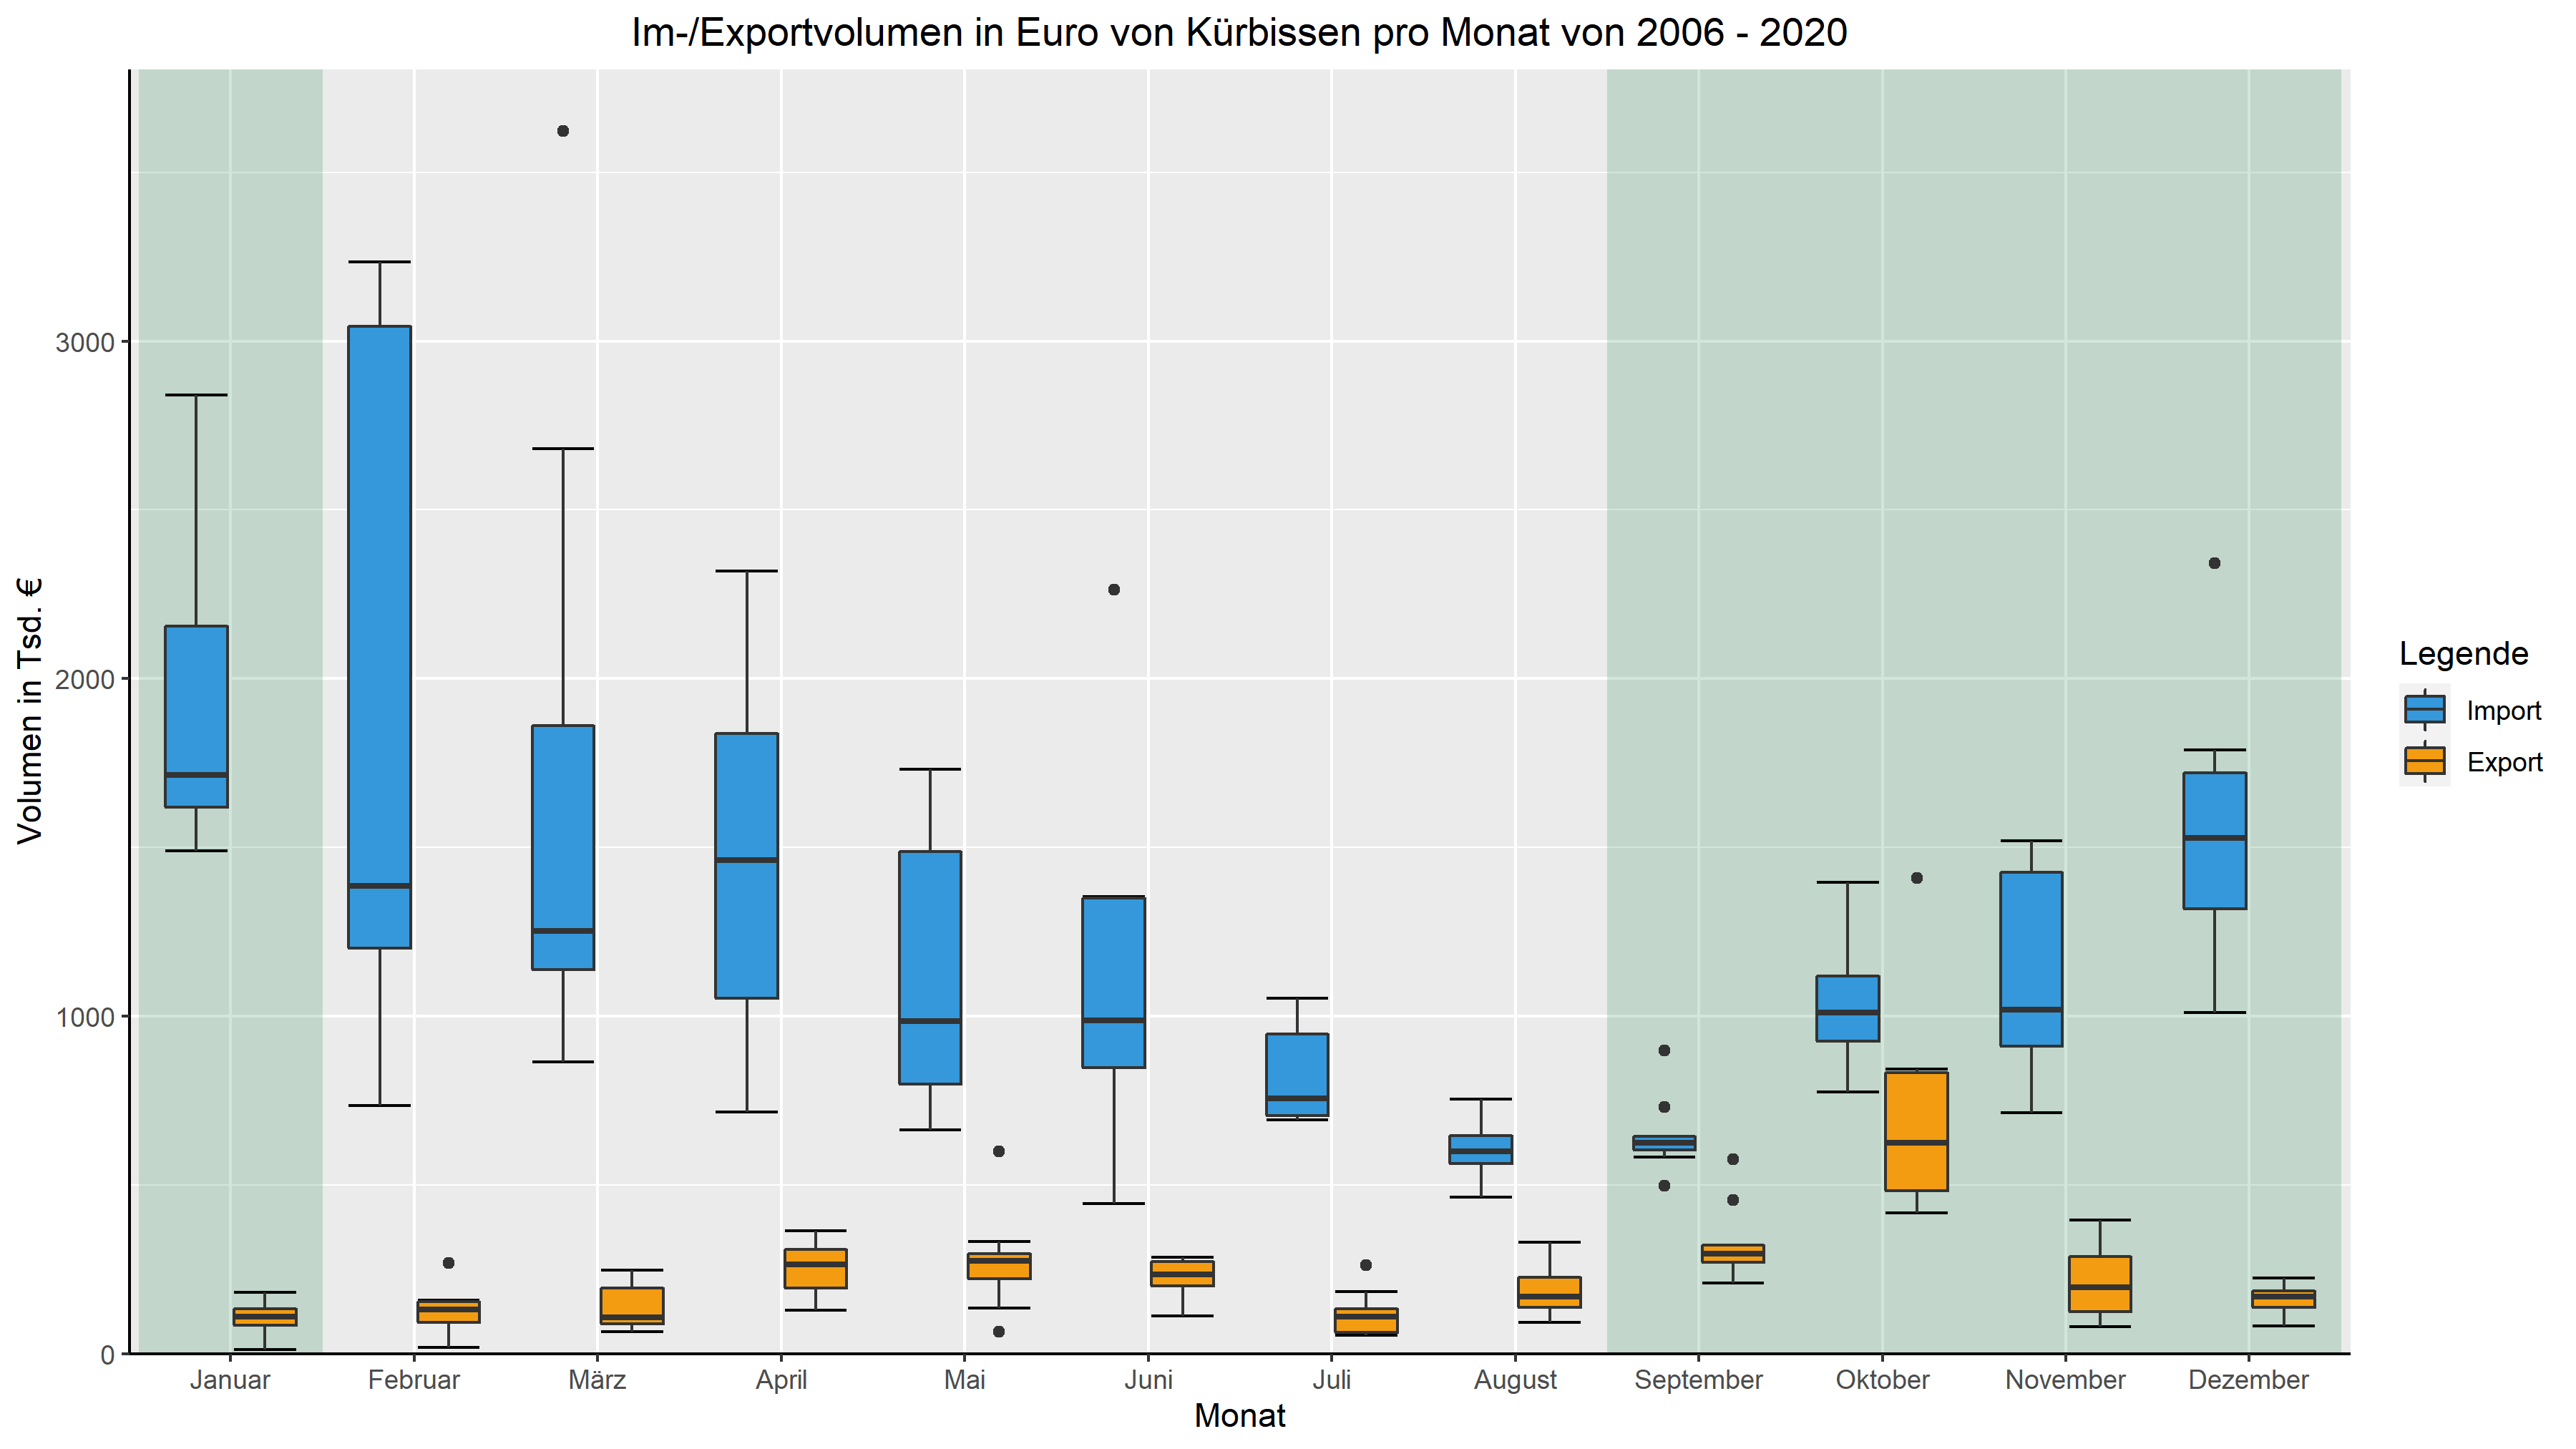 Im-/Exportvolumen in Euro von Kürbissen pro Monat von 2006 - 2020
Volumen in Tsd. €
3000
2000
1000
0
Januar Februar März April Mai Juni Juli August September Oktober November Dezember
Monat
Legende
Import
Export